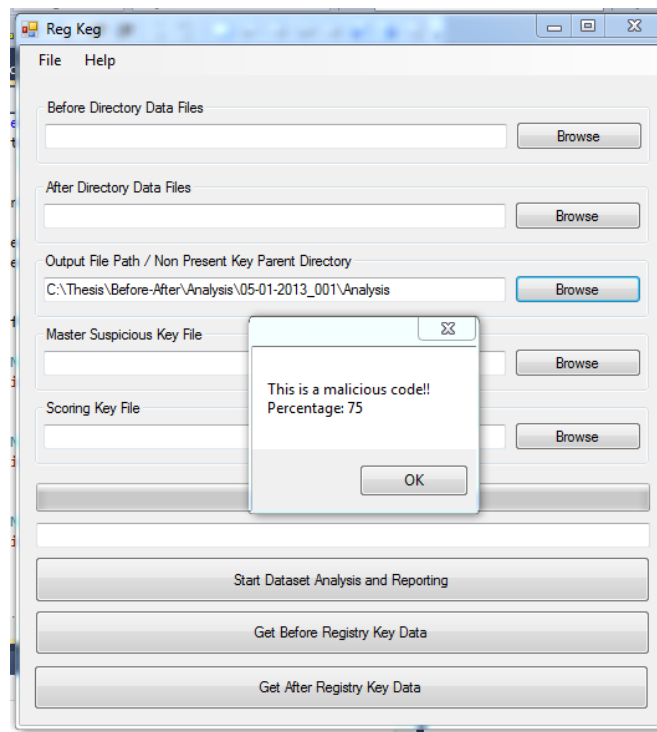 Reg Keg
File Help
Before Directory Data Files
Browse
After Directory Data Files
Browse
Output File Path / Non Present Key Parent Directory
C:\Thesis\Before-After\Analysis\05-01-2013_001\Analysis
Browse
Master Suspicious Key File
Browse
This is a malicious code!!
Percentage: 75
OK
Scoring Key File
Browse
Start Dataset Analysis and Reporting
Get Before Registry Key Data
Get After Registry Key Data